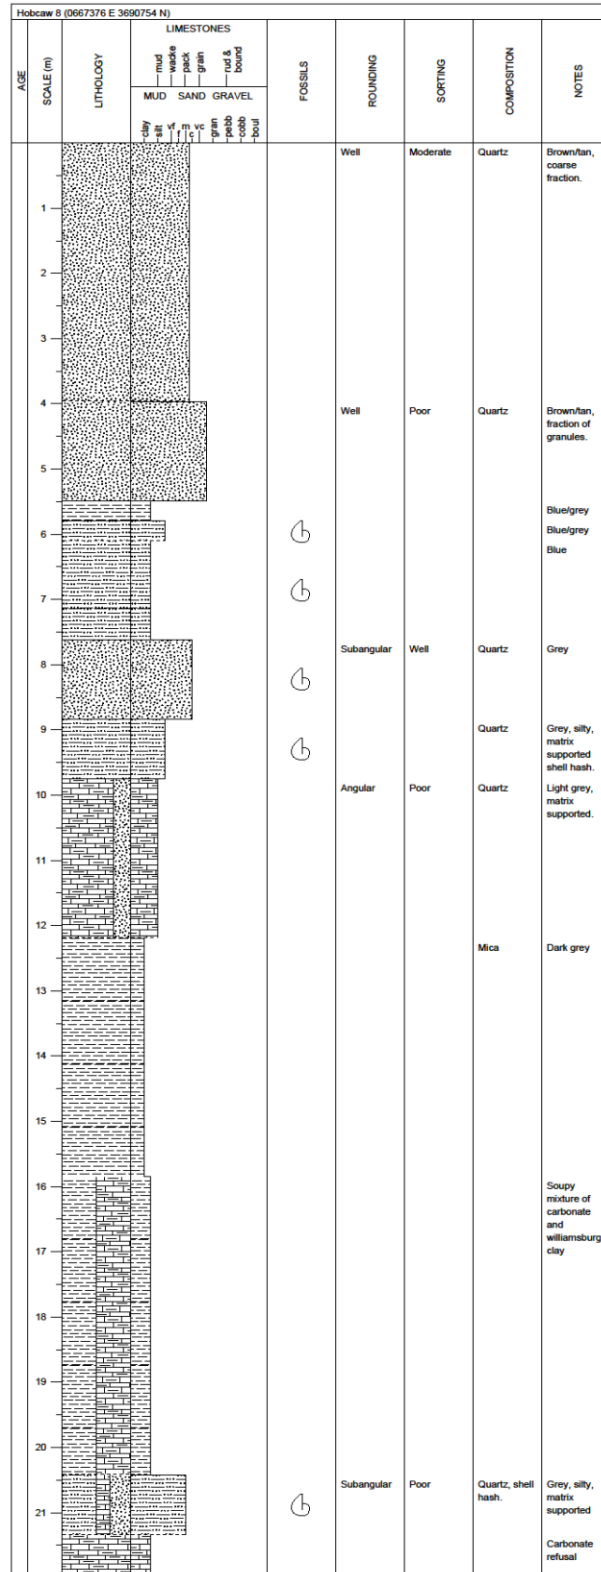 Hobcaw 8 (0667376 E 3690754 N)
AGE
SCALE (m)
LITHOLOGY
LIMESTONES
mud
wacke
pack
grain
rud &
bound
MUD SAND GRAVEL
clay
silt
vf
f
m
c
vc
gran
pebb
cobb
boul
FOSSILS
ROUNDING
SORTING
COMPOSITION
NOTES
Well Moderate Quartz Brown/tan,
coarse
fraction.
1
2
3
4
Well Poor Quartz Brown/tan,
fraction of
granules.
5
Blue/grey
6
Blue/grey
Blue
7
Subangular Well Quartz Grey
8
9
Quartz Grey, silty,
matrix
supported
shell hash.
10
Angular Poor Quartz Light grey,
matrix
supported.
11
12
Mica Dark grey
13
14
15
16
Soupy
mixture of
carbonate
and
williamsburg
clay
17
18
19
20
Subangular Poor Quartz, shell Grey, silty,
hash. matrix
supported
21
Carbonate
refusal